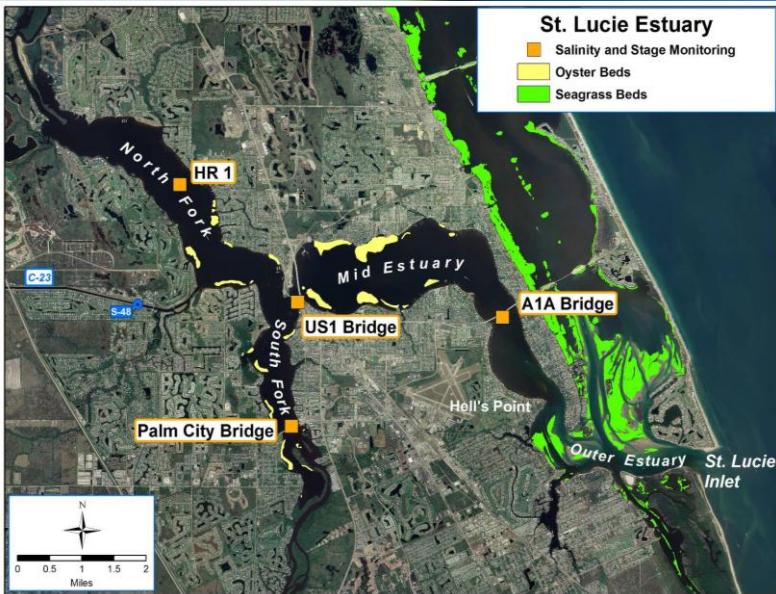 St. Lucie Estuary
Salinity and Stage Monitoring
Oyster Beds
Seagrass Beds
North Fork
HR 1
Mid Estuary
C-23
S-48
A1A Bridge
US1 Bridge
South Fork
Hell's Point
Palm City Bridge
Outer Estuary
St. Lucie
Inlet
N
0 0.5 1 1.5 2
Miles